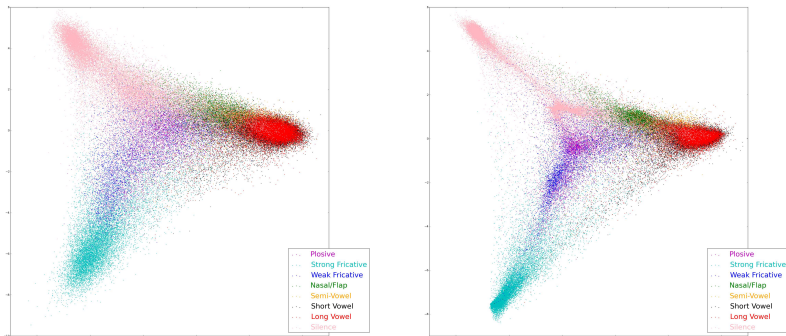 Plosive
Strong Fricative
Weak Fricative
Nasal/Flap
Semi-Vowel
Short Vowel
Long Vowel
Silence
Plosive
Strong Fricative
Weak Fricative
Nasal/Flap
Semi-Vowel
Short Vowel
Long Vowel
Silence